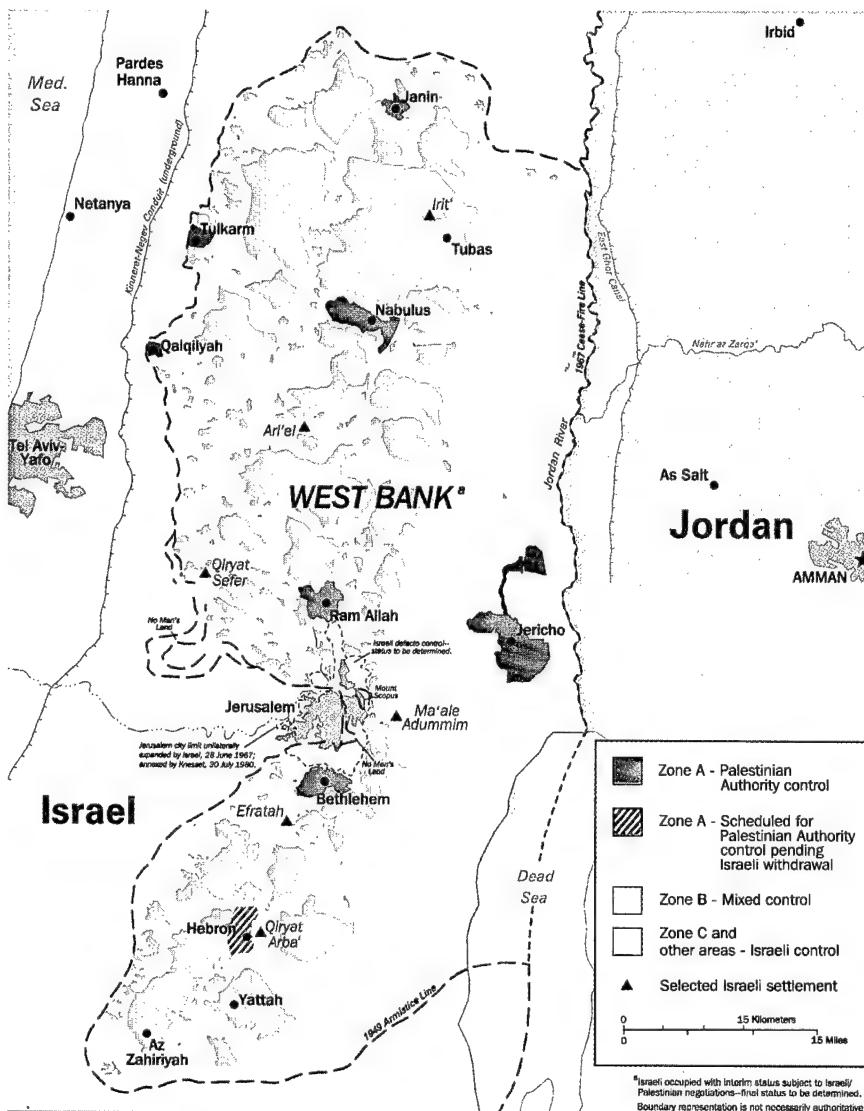 Irbid
Pardes
Hanna
Med.
Sea
Janin
Kinneret-Negev Conduit (underground)
Netanya
Irit'
Tulkarm
Tubas
East Ghor Canal
Nabulus
1967 Cease-Fire Line
Nahr az Zarqa'
Qalqilyah
Ari'el
Tel Aviv-
Yafo
Jordan River
As Salt
WEST BANK a
Jordan
AMMAN
Qiryat
Sefer
No Man's
Land
Ram Allah
Jericho
Israeli defacto control--
status to be determined.
Mount
Scopus
Jerusalem
Ma'ale
Adummim
Jerusalem city limit unilaterally
expanded by Israel, 28 June 1967;
annexed by Knesset, 30 July 1980.
No Man's
Land
Bethlehem
Israel
Efratah
Dead
Sea
Hebron
Qiryat
Arba'
Yattah
1949 Armistice Line
Az
Zahiriyah
Zone A - Palestinian
Authority control
Zone A - Scheduled for
Palestinian Authority
control pending
Israeli withdrawal
Zone B - Mixed control
Zone C and
other areas - Israeli control
Selected Israeli settlement
0 15 Kilometers
0 15 Miles
a Israeli occupied with interim status subject to Israeli/
Palestinian negotiations--final status to be determined.
Boundary representation is not necessarily authoritative.